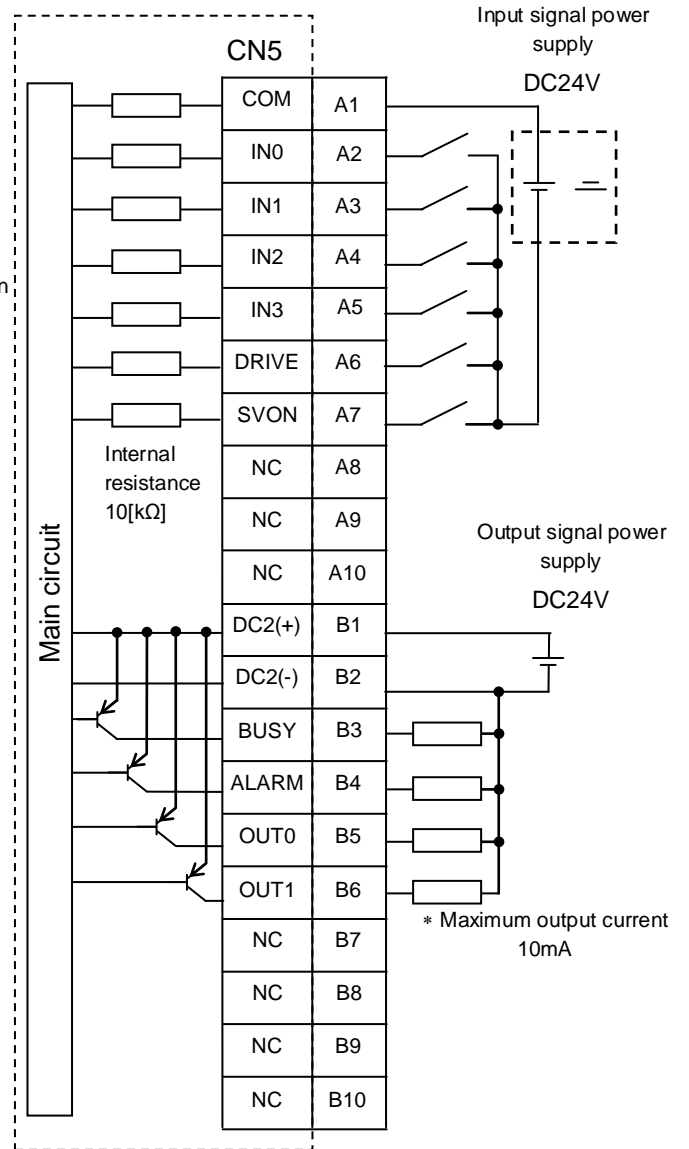 Input signal power
supply
DC24V
CN5
COM A1
IN0 A2
IN1 A3
IN2 A4
n
IN3 A5
DRIVE A6
SVON A7
Internal
resistance
10[kΩ]
NC A8
NC A9
NC A10
Main circuit
Output signal power
supply
DC24V
DC2(+) B1
DC2(-) B2
BUSY B3
ALARM B4
OUT0 B5
OUT1 B6
* Maximum output current
10mA
NC B7
NC B8
NC B9
NC B10